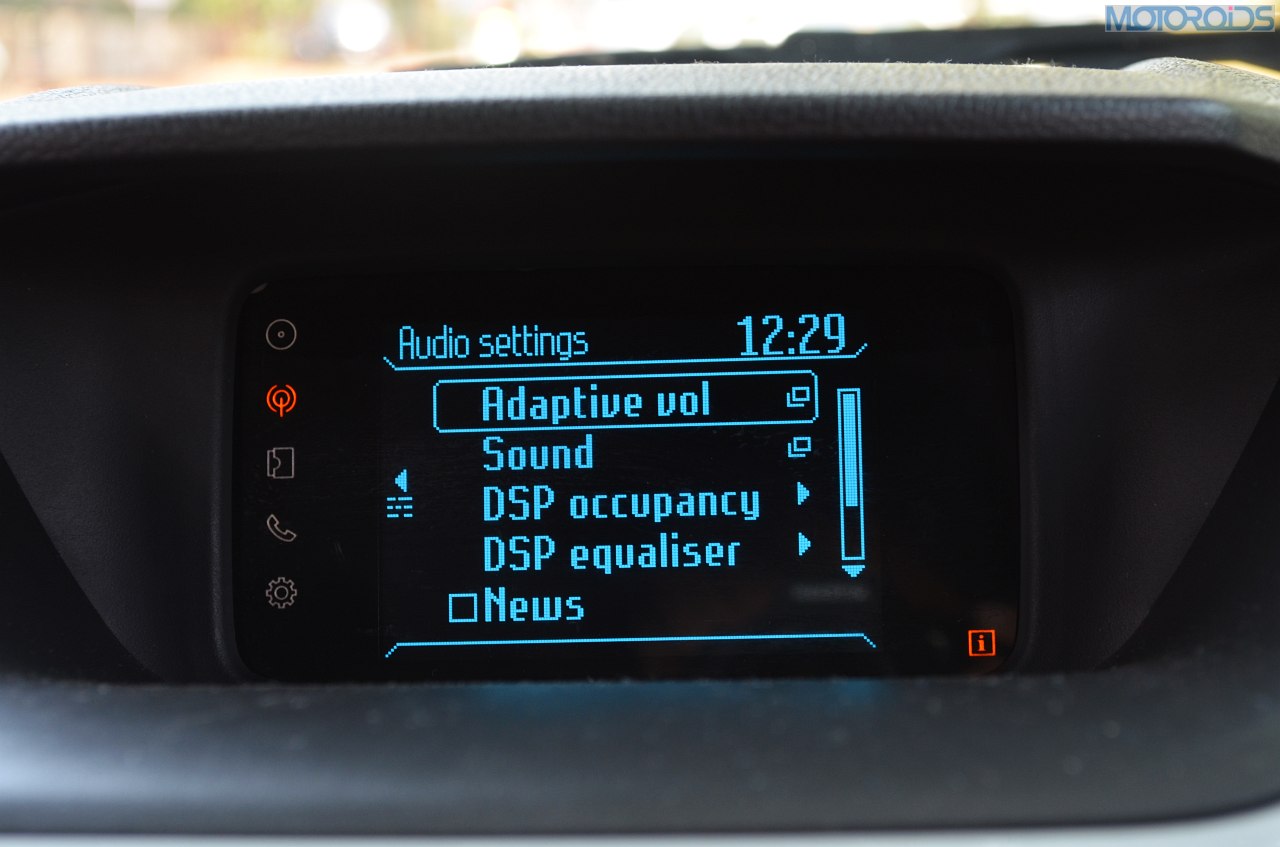 MOTOROiDS
Audio settings 12:29
Adaptive vol
Sound
DSP occupancy
DSP equaliser
News
i